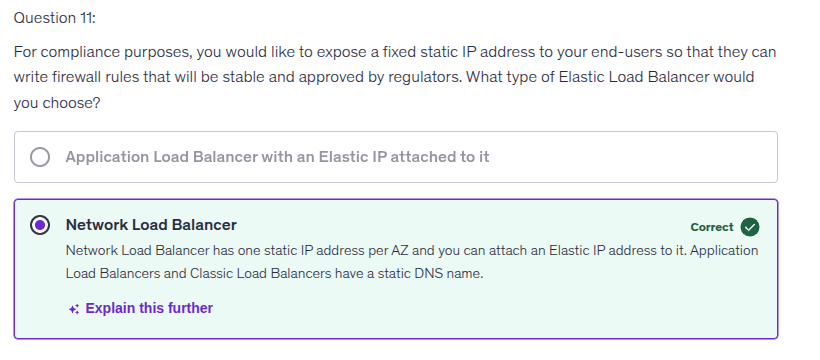 Question 11:
For compliance purposes, you would like to expose a fixed static IP address to your end-users so that they can
write firewall rules that will be stable and approved by regulators. What type of Elastic Load Balancer would
you choose?
Application Load Balancer with an Elastic IP attached to it
Network Load Balancer
Correct
Network Load Balancer has one static IP address per AZ and you can attach an Elastic IP address to it. Application
Load Balancers and Classic Load Balancers have a static DNS name.
Explain this further